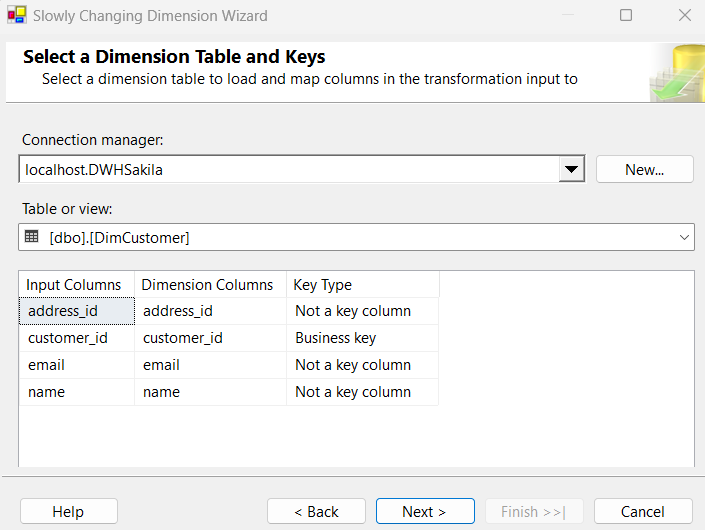 Slowly Changing Dimension Wizard
Select a Dimension Table and Keys
Select a dimension table to load and map columns in the transformation input to
Connection manager:
localhost.DWHSakila
New...
Table or view:
[dbo].[DimCustomer]
Input Columns Dimension Columns Key Type
address_id address_id Not a key column
customer_id customer_id Business key
email email Not a key column
name name Not a key column
Help < Back Next > Finish >>| Cancel